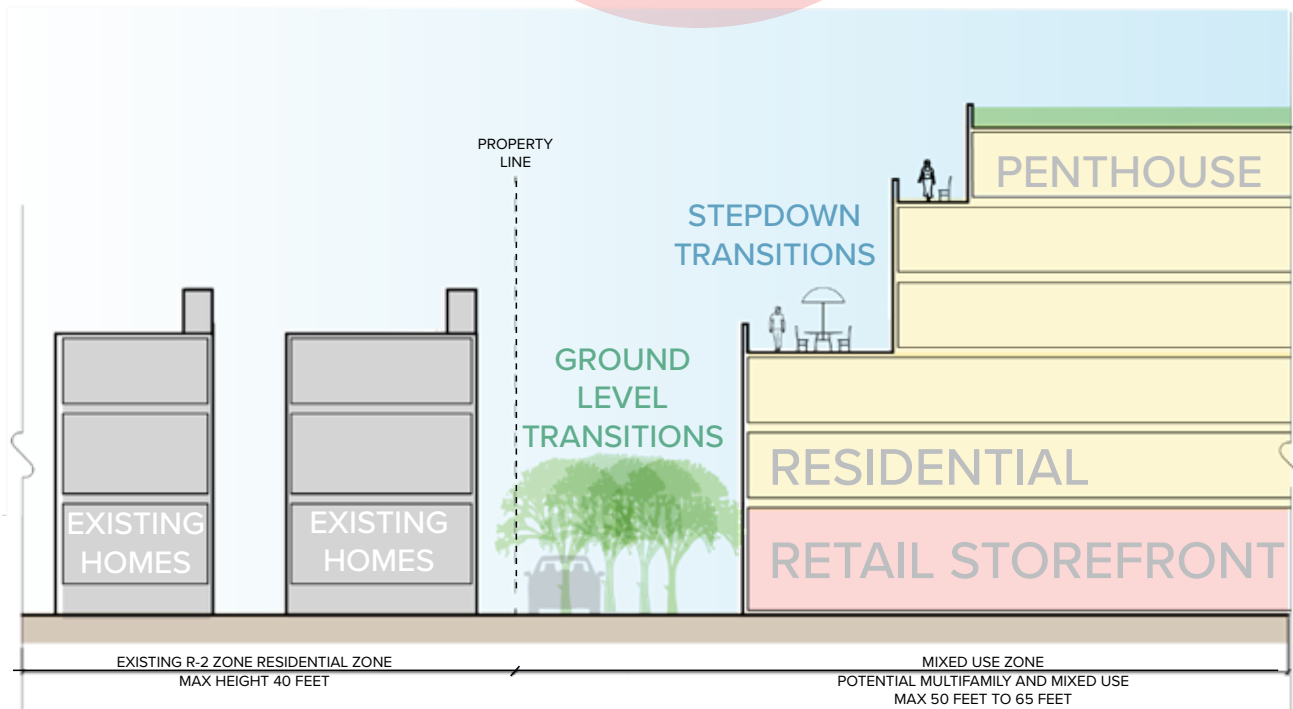 PROPERTY
LINE
PENTHOUSE
STEPDOWN
TRANSITIONS
GROUND
LEVEL
TRANSITIONS
RESIDENTIAL
EXISTING
HOMES
EXISTING
HOMES
RETAIL STOREFRONT
EXISTING R-2 ZONE RESIDENTIAL ZONE
MAX HEIGHT 40 FEET
MIXED USE ZONE
POTENTIAL MULTIFAMILY AND MIXED USE
MAX 50 FEET TO 65 FEET